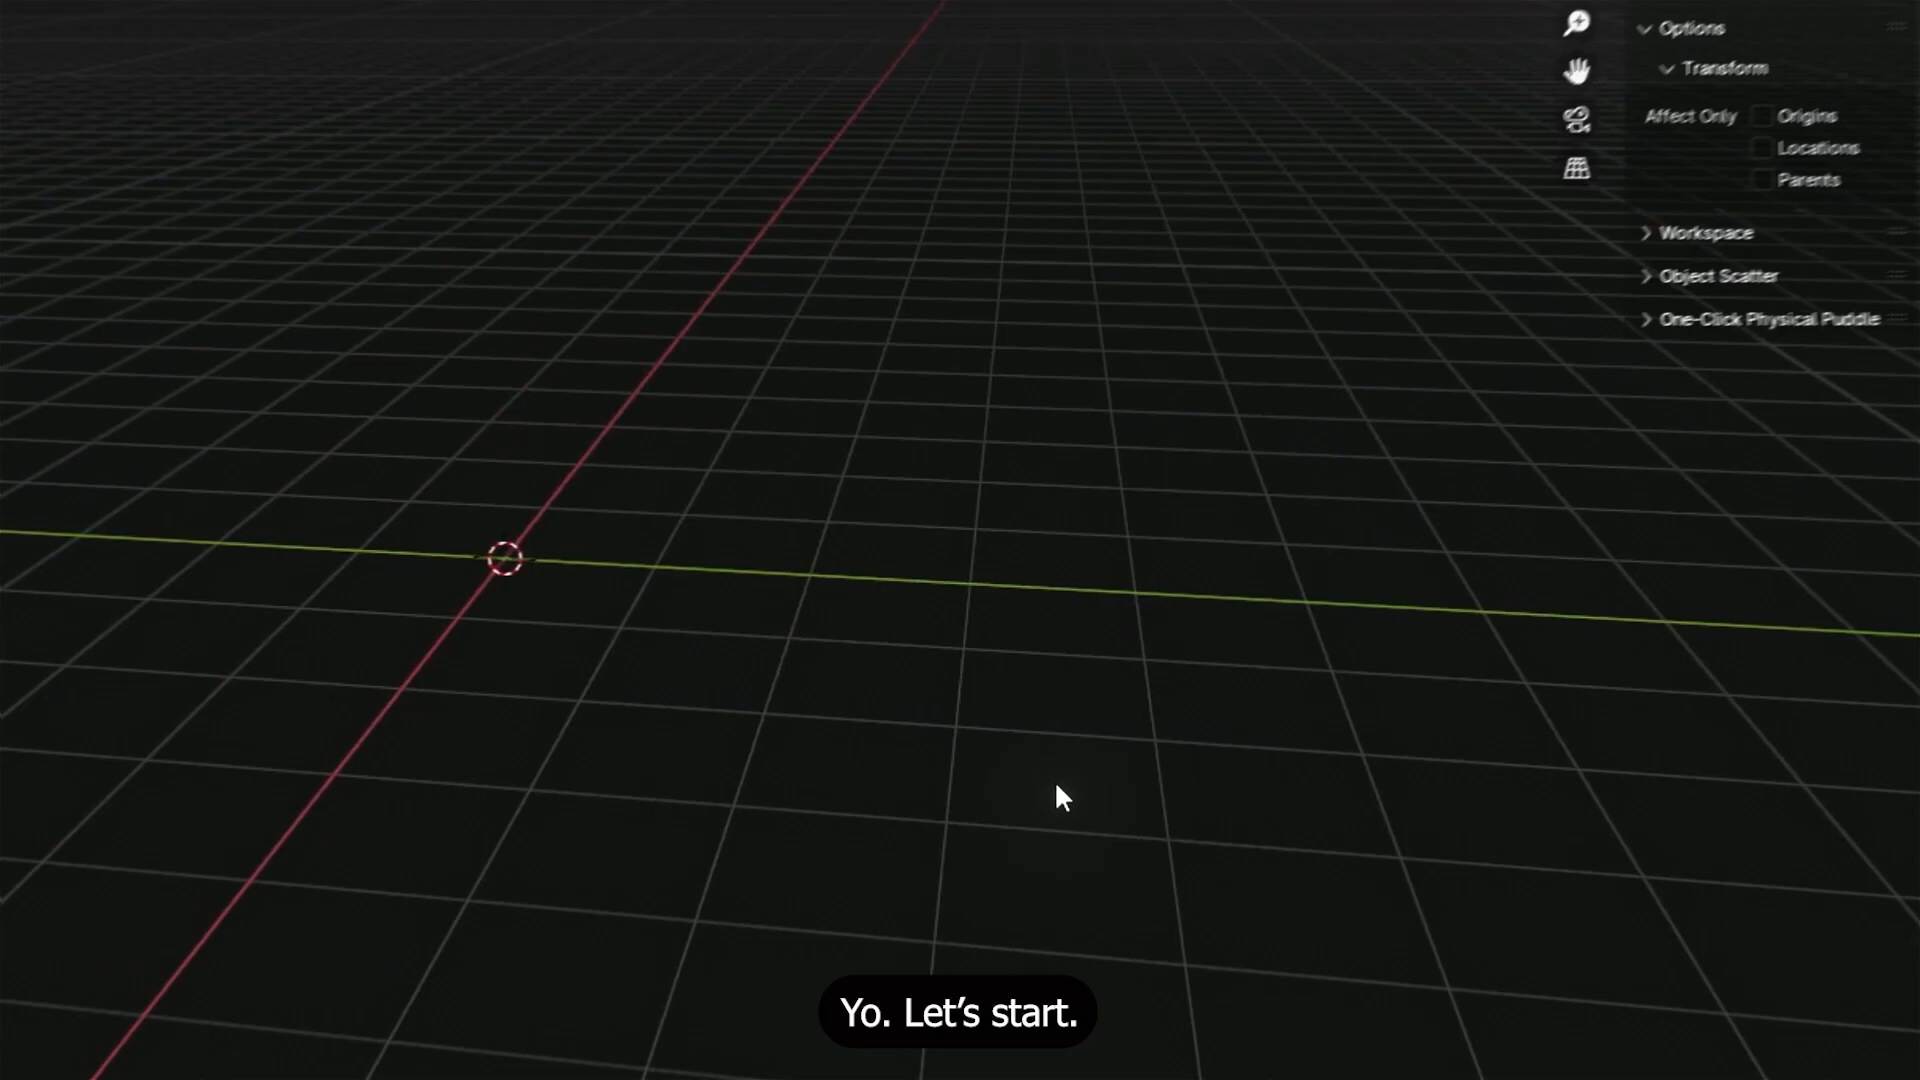 Options
Transform
Affect Only Origins
Locations
Parents
Workspace
Object Scatter
One-Click Physical Puddle
Yo. Let’s start.